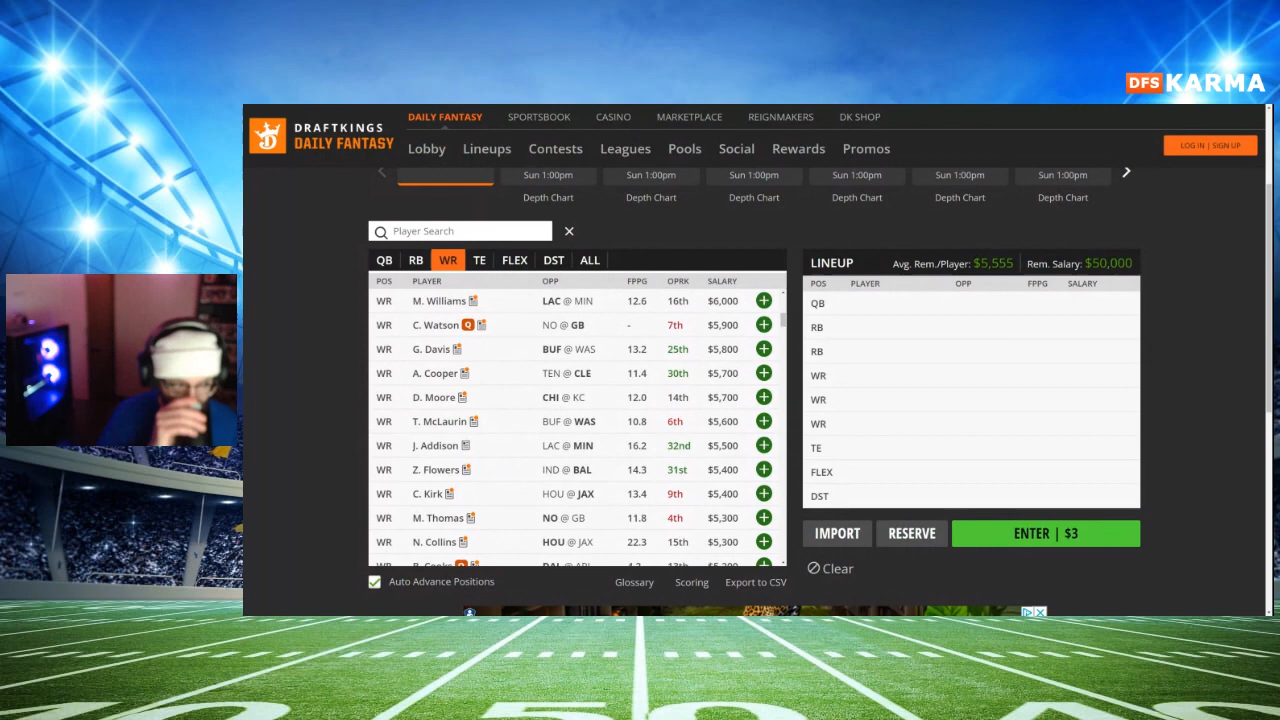 DFS KARMA
DRAFTKINGS
DAILY FANTASY
DAILY FANTASY SPORTSBOOK CASINO MARKETPLACE REIGNMAKERS DK SHOP
Lobby Lineups Contests Leagues Pools Social Rewards Promos
LOG IN | SIGN UP
Sun 1:00pm Sun 1:00pm Sun 1:00pm Sun 1:00pm Sun 1:00pm Sun 1:00pm
Depth Chart Depth Chart Depth Chart Depth Chart Depth Chart Depth Chart
Player Search
QB RB WR TE FLEX DST ALL
POS PLAYER OPP FPPG OPRK SALARY
WR M. Williams LAC @ MIN 12.6 16th $6,000
WR C. Watson Q NO @ GB - 7th $5,900
WR G. Davis BUF @ WAS 13.2 25th $5,800
WR A. Cooper TEN @ CLE 11.4 30th $5,700
WR D. Moore CHI @ KC 12.0 14th $5,700
WR T. McLaurin BUF @ WAS 10.8 6th $5,600
WR J. Addison LAC @ MIN 16.2 32nd $5,500
WR Z. Flowers IND @ BAL 14.3 31st $5,400
WR C. Kirk HOU @ JAX 13.4 9th $5,400
WR M. Thomas NO @ GB 11.8 4th $5,300
WR N. Collins HOU @ JAX 22.3 15th $5,300
Auto Advance Positions Glossary Scoring Export to CSV
LINEUP Avg. Rem./Player: $5,555 Rem. Salary: $50,000
POS PLAYER OPP FPPG SALARY
QB
RB
RB
WR
WR
WR
TE
FLEX
DST
IMPORT RESERVE ENTER | $3
Clear